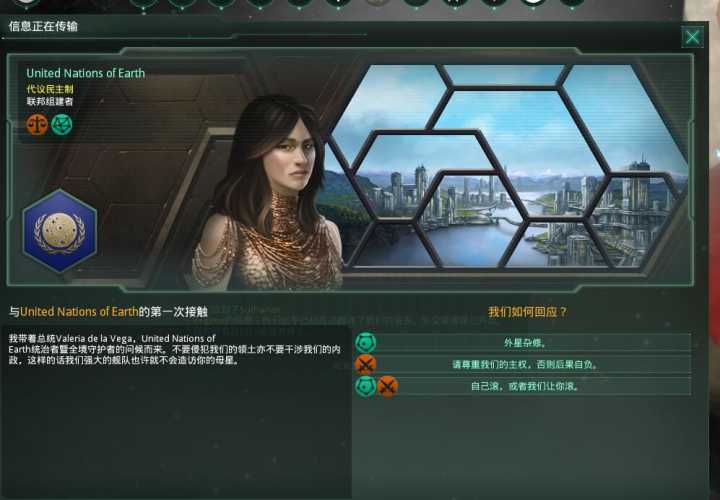 信息正在传输
United Nations of Earth
代议民主制
联邦组建者
与United Nations of Earth的第一次接触
我们如何回应？
我带着总统Valeria de la Vega，United Nations of
Earth统治者暨全境守护者的问候而来。不要侵犯我们的领土亦不要干涉我们的内
政，这样的话我们强大的舰队也许就不会造访你的母星。
外星杂修。
请尊重我们的主权，否则后果自负。
自己滚，或者我们让你滚。